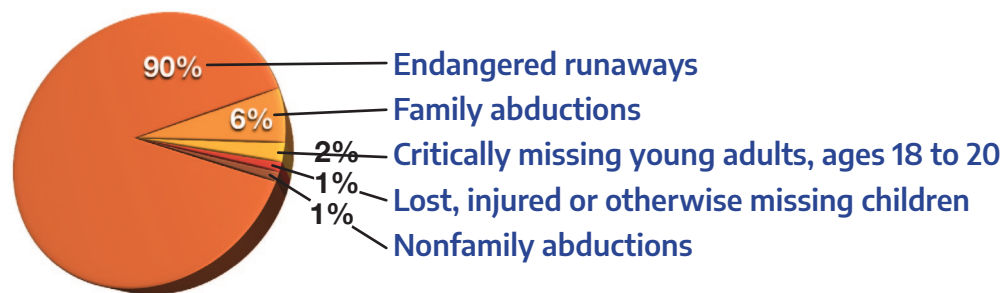 90% Endangered runaways
6% Family abductions
2% Critically missing young adults, ages 18 to 20
1% Lost, injured or otherwise missing children
1% Nonfamily abductions